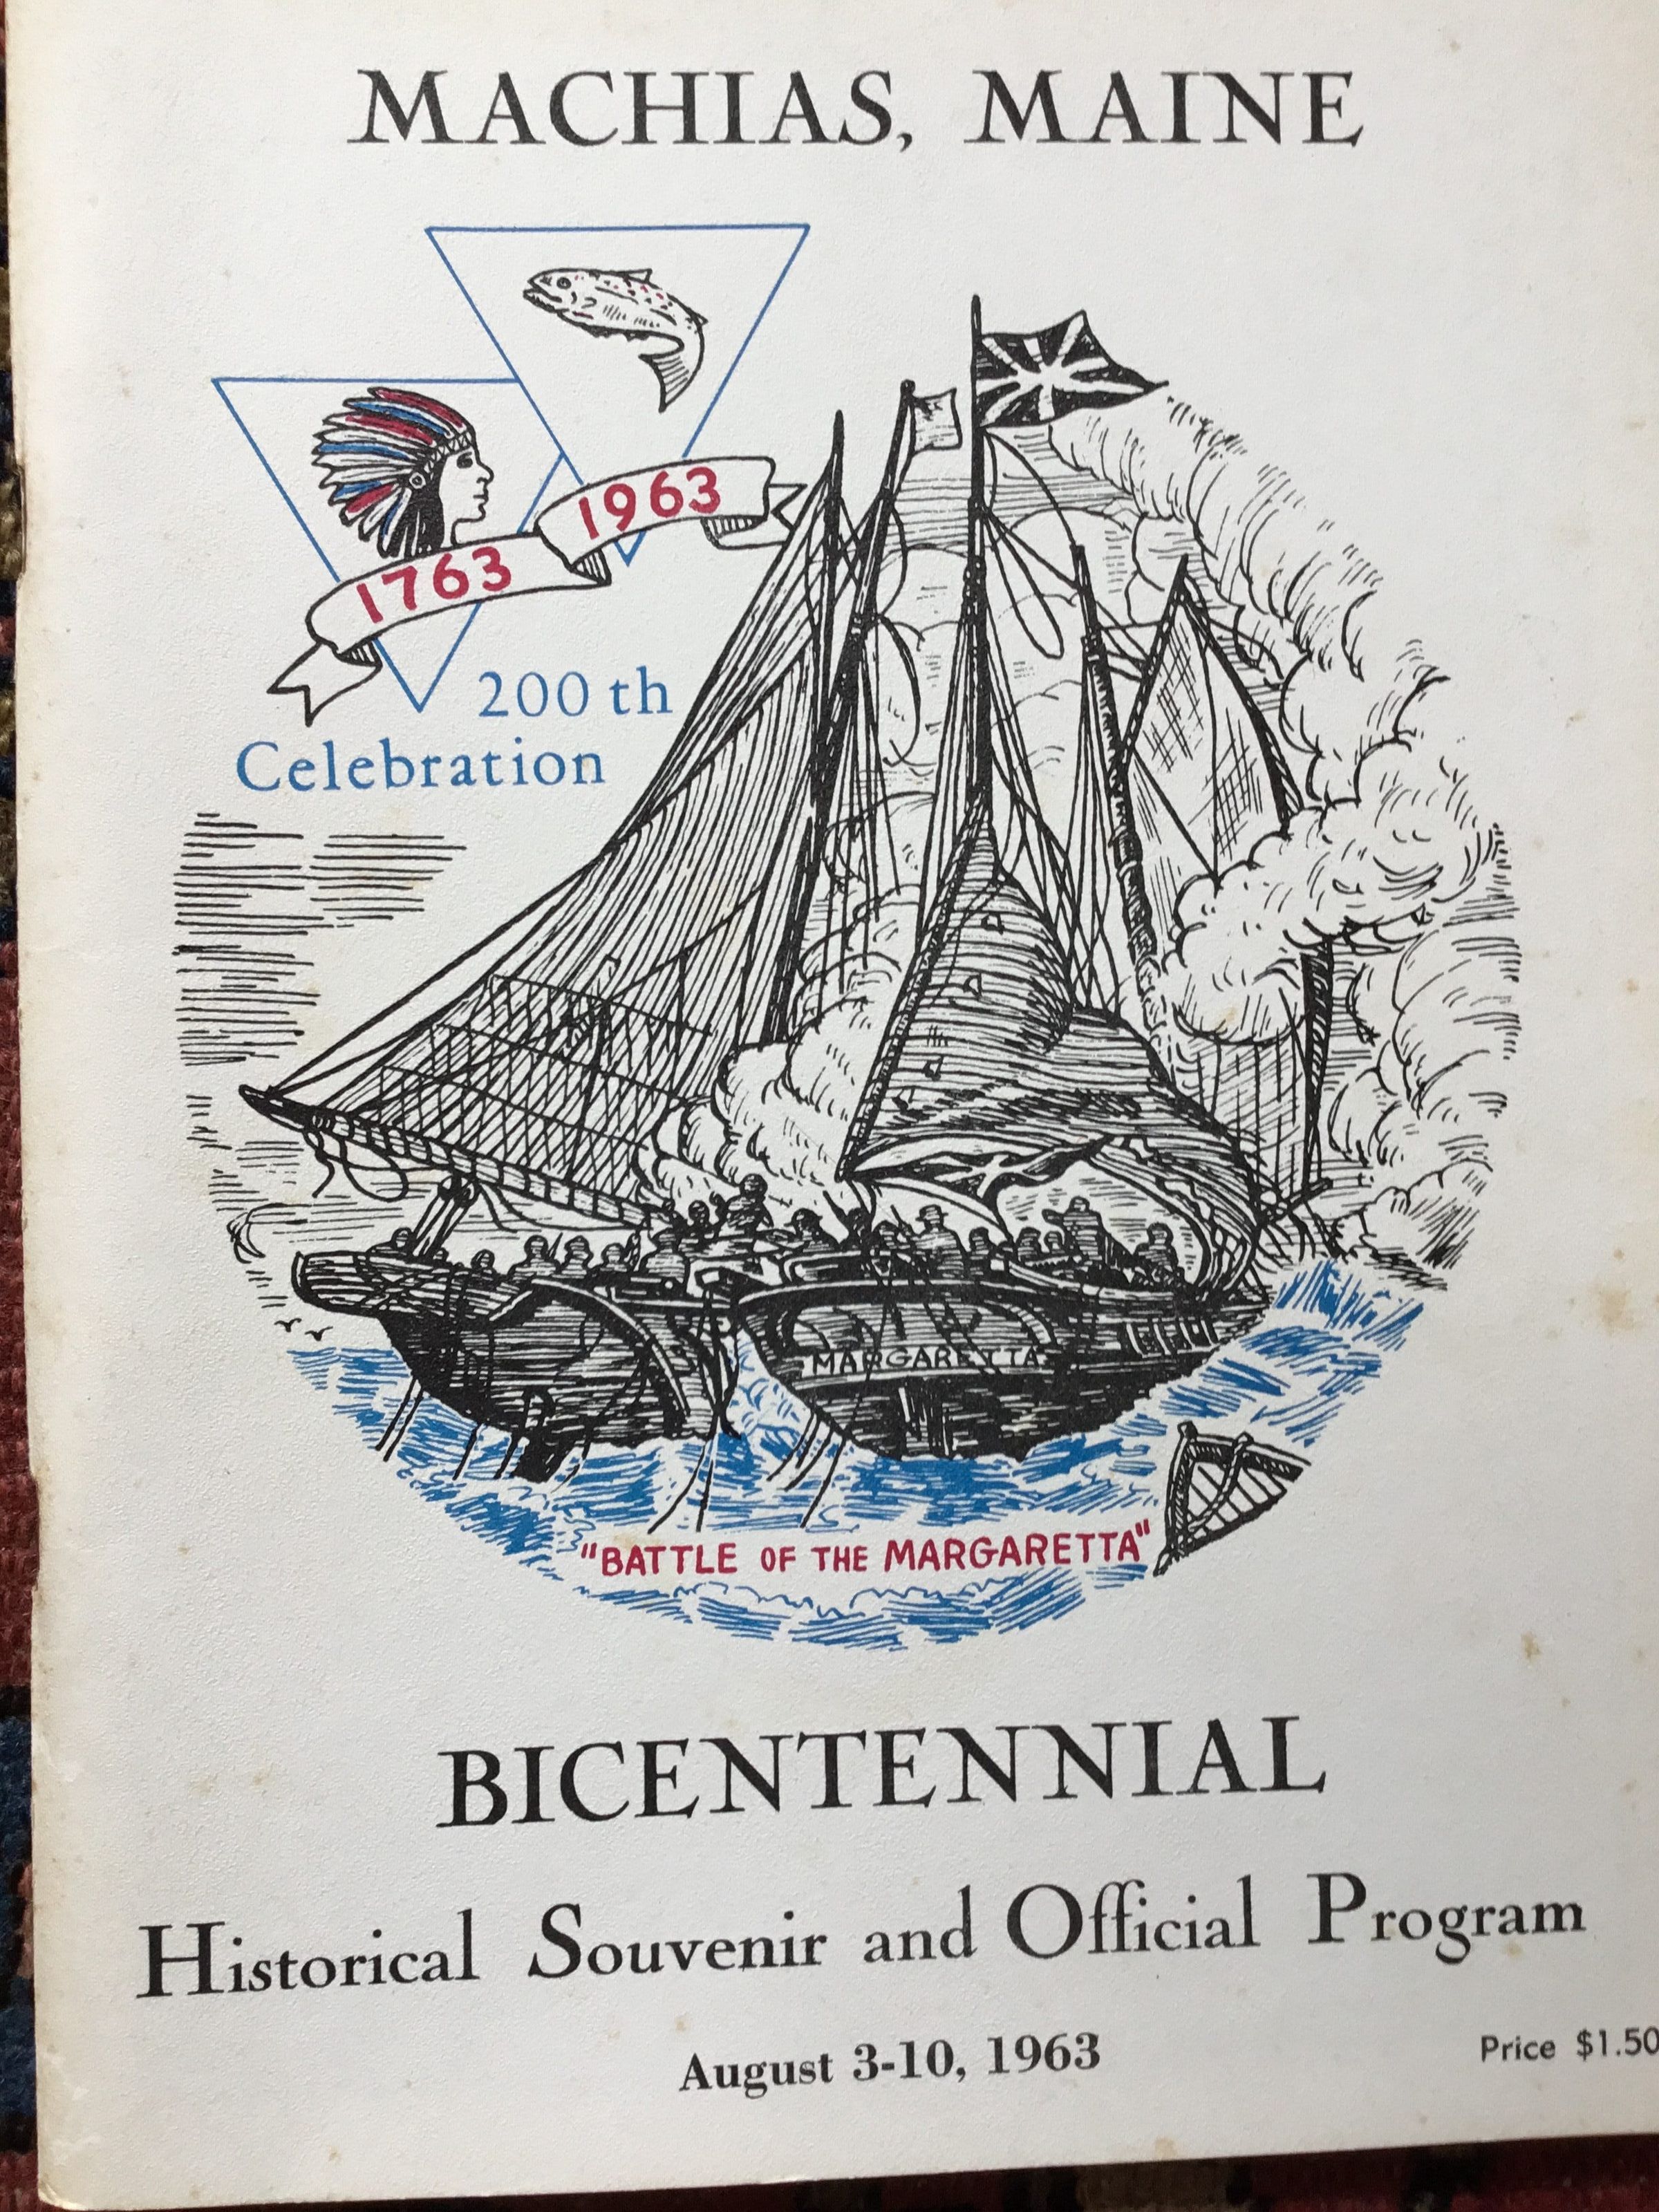 MACHIAS, MAINE
1763 1963
200 th
Celebration
MARGARETTA
"BATTLE OF THE MARGARETTA"
BICENTENNIAL
Historical Souvenir and Official Program
August 3-10, 1963
Price $1.50